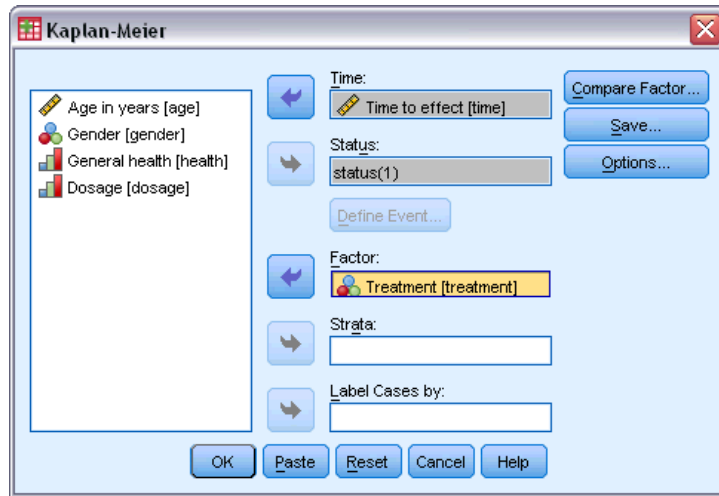 Kaplan-Meier
Age in years [age]
Gender [gender]
General health [health]
Dosage [dosage]
Time:
Time to effect [time]
Status:
status(1)
Define Event...
Factor:
Treatment [treatment]
Strata:
Label Cases by:
Compare Factor...
Save...
Options...
OK
Paste
Reset
Cancel
Help